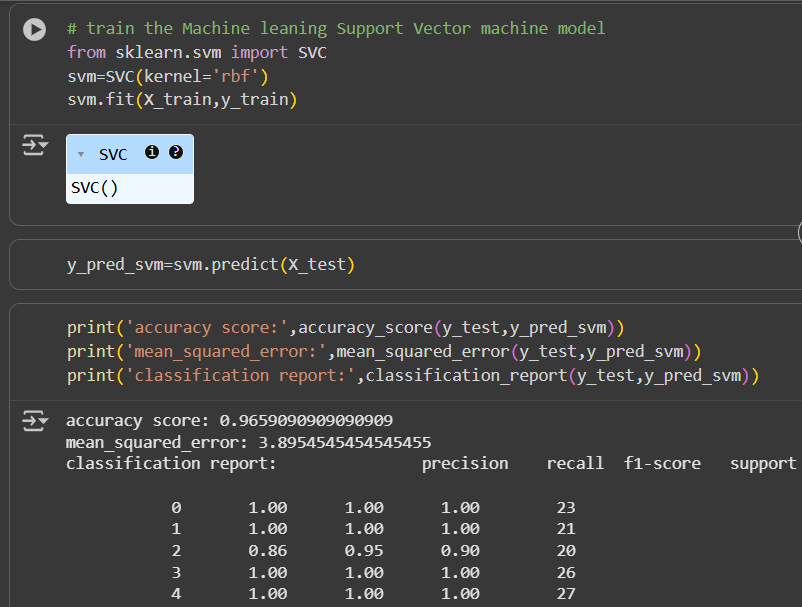 # train the Machine leaning Support Vector machine model
from sklearn.svm import SVC
svm=SVC(kernel='rbf')
svm.fit(X_train,y_train)
SVC
SVC()
y_pred_svm=svm.predict(X_test)
print('accuracy score:',accuracy_score(y_test,y_pred_svm))
print('mean_squared_error:',mean_squared_error(y_test,y_pred_svm))
print('classification report:',classification_report(y_test,y_pred_svm))
accuracy score: 0.9659090909090909
mean_squared_error: 3.8954545454545455
classification report: precision recall f1-score support
0 1.00 1.00 1.00 23
1 1.00 1.00 1.00 21
2 0.86 0.95 0.90 20
3 1.00 1.00 1.00 26
4 1.00 1.00 1.00 27